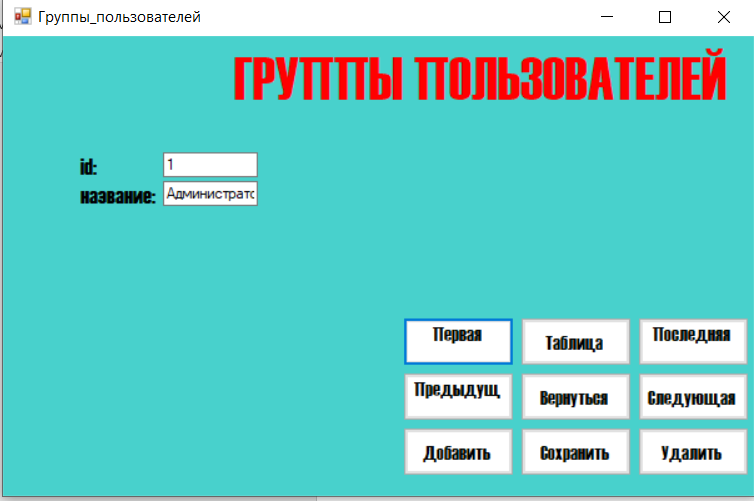 Группы_пользователей
ГРУППЫ ПОЛЬЗОВАТЕЛЕЙ
id: 1
название: Администрато
Первая Таблица Последняя
Предыдущ Вернуться Следующая
Добавить Сохранить Удалить